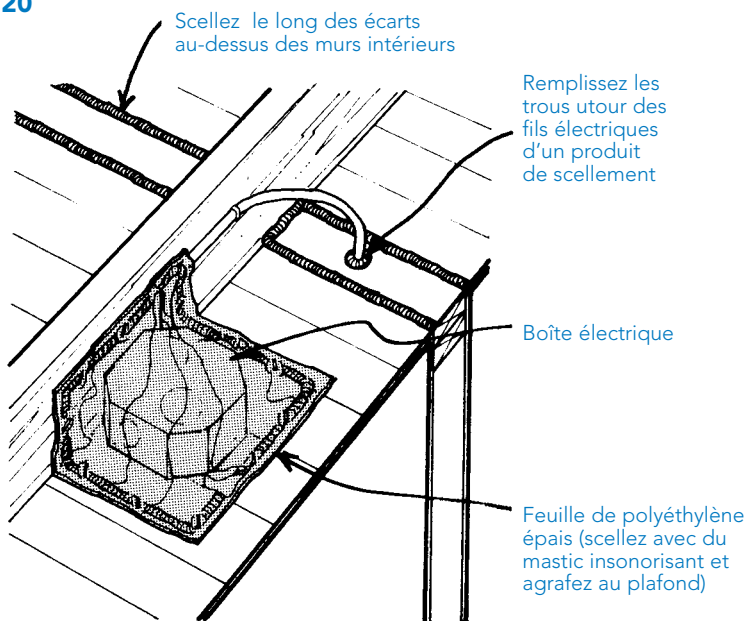 20
Scellez le long des écarts
au-dessus des murs intérieurs
Remplissez les
trous utour des
fils électriques
d'un produit
de scellement
Boîte électrique
Feuille de polyéthylène
épais (scellez avec du
mastic insonorisant et
agrafez au plafond)